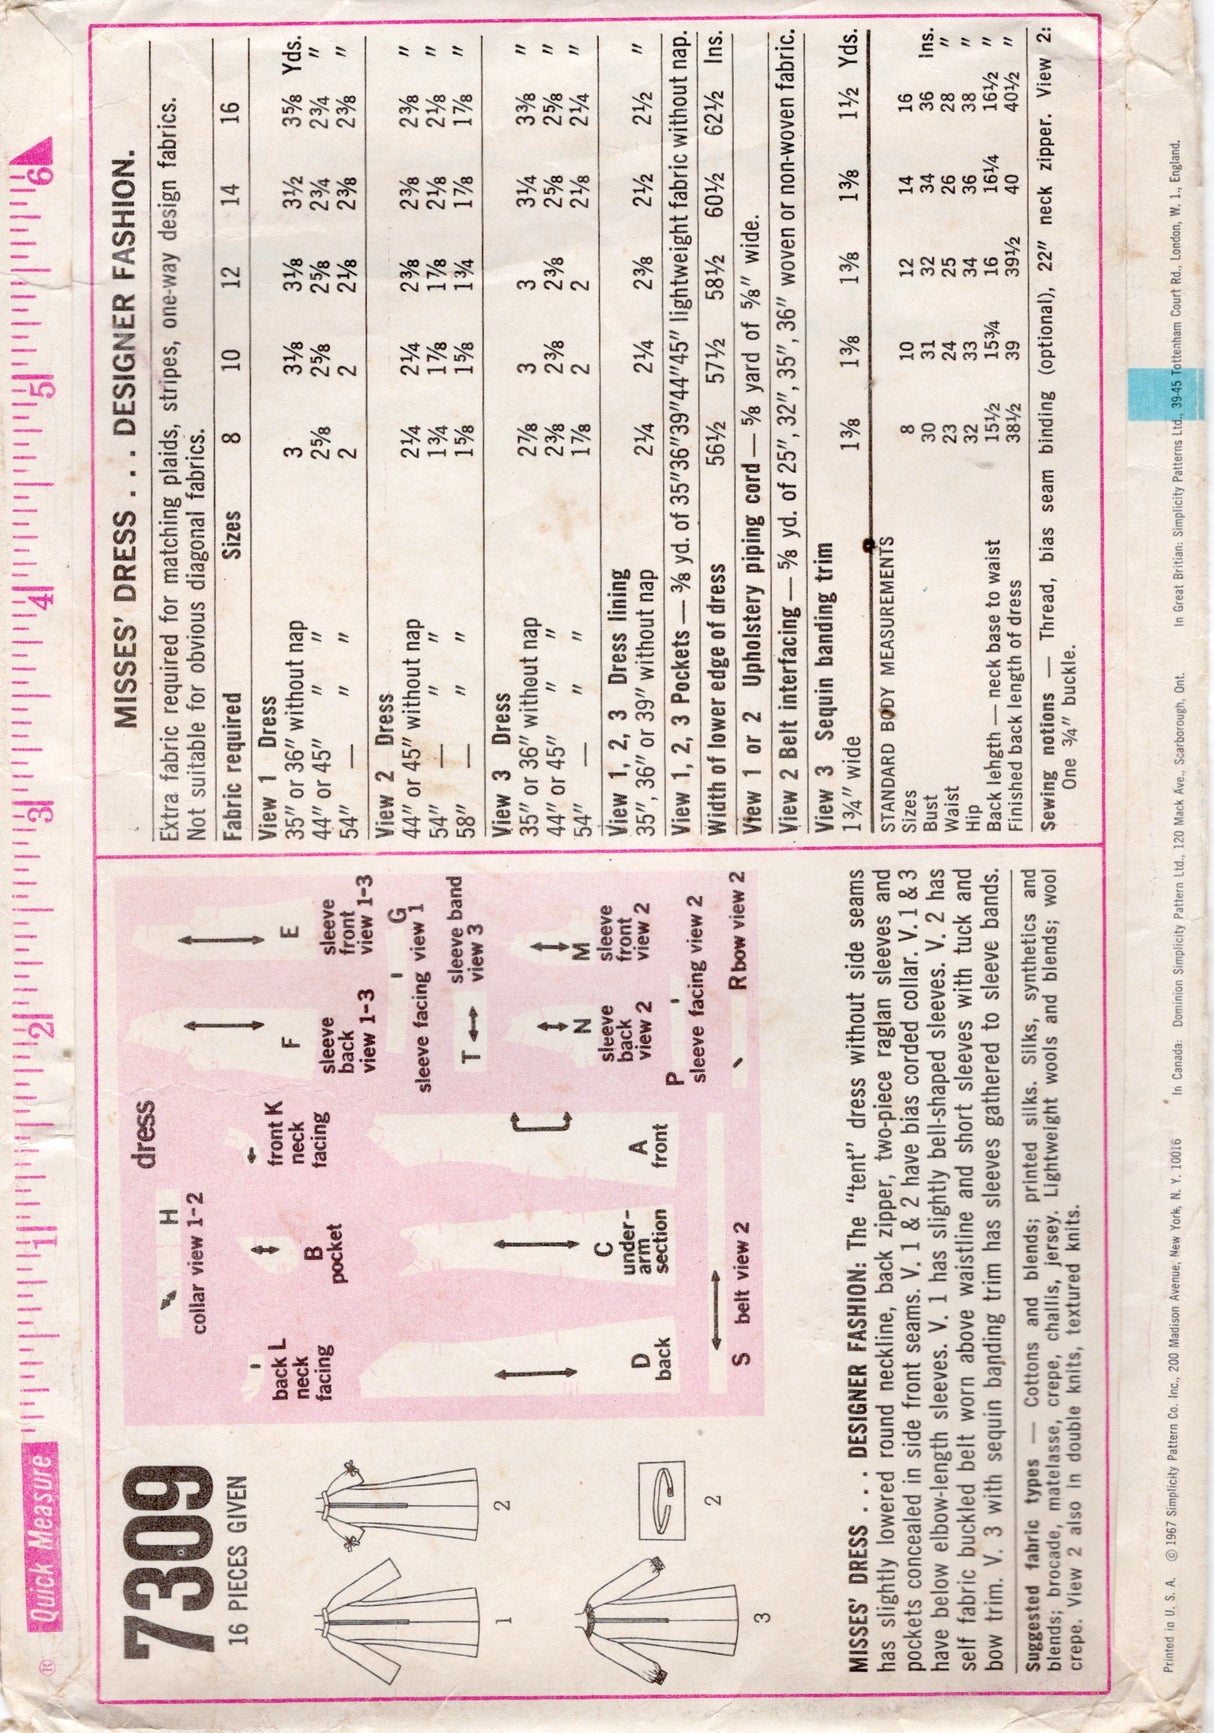 ® Quick Measure 1 2 3 4 5 6
7309
16 PIECES GIVEN
1
2
3
2
dress
H
collar view 1-2
back L
neck
facing
B
pocket
front K
neck
facing
F
sleeve
back
view 1-3
E
sleeve
front
view 1-3
G
sleeve facing view 1
T
sleeve band
view 3
D
back
C
under-
arm
section
A
front
N
sleeve
back
view 2
M
sleeve
front
view 2
P
sleeve facing view 2
S belt view 2
R bow view 2
MISSES' DRESS . . . DESIGNER FASHION: The "tent" dress without side seams
has slightly lowered round neckline, back zipper, two-piece raglan sleeves and
pockets concealed in side front seams. V. 1 & 2 have bias corded collar. V. 1 & 3
have below elbow-length sleeves. V. 1 has slightly bell-shaped sleeves. V. 2 has
self fabric buckled belt worn above waistline and short sleeves with tuck and
bow trim. V. 3 with sequin banding trim has sleeves gathered to sleeve bands.
Suggested fabric types — Cottons and blends; printed silks. Silks, synthetics and
blends; brocade, matelasse, crepe, challis, jersey. Lightweight wools and blends; wool
crepe. View 2 also in double knits, textured knits.
MISSES' DRESS . . . DESIGNER FASHION.
Extra fabric required for matching plaids, stripes, one-way design fabrics.
Not suitable for obvious diagonal fabrics.
Fabric required Sizes 8 10 12 14 16
View 1 Dress
35" or 36" without nap 3 3⅛ 3⅛ 3½ 3⅝ Yds.
44" or 45" " " 2⅝ 2⅝ 2⅝ 2¾ 2¾ "
54" — " 2 2 2⅛ 2⅜ 2⅜ "
View 2 Dress
44" or 45" without nap 2¼ 2¼ 2⅜ 2⅜ 2⅜ "
54" — " 1¾ 1⅞ 1⅞ 2⅛ 2⅛ "
58" — " 1⅝ 1⅝ 1¾ 1⅞ 1⅞ "
View 3 Dress
35" or 36" without nap 2⅞ 3 3 3¼ 3⅜ "
44" or 45" " " 2⅜ 2⅜ 2⅜ 2⅝ 2⅝ "
54" — " 1⅞ 2 2 2⅛ 2¼ "
View 1, 2, 3 Dress lining
35", 36" or 39" without nap 2¼ 2¼ 2⅜ 2½ 2½ "
View 1, 2, 3 Pockets — ⅜ yd. of 35"36"39"44"45" lightweight fabric without nap.
Width of lower edge of dress 56½ 57½ 58½ 60½ 62½ Ins.
View 1 or 2 Upholstery piping cord — ⅝ yard of ⅝" wide.
View 2 Belt interfacing — ⅝ yd. of 25", 32", 35", 36" woven or non-woven fabric.
View 3 Sequin banding trim
1¾" wide 1⅜ 1⅜ 1⅜ 1⅜ 1½ Yds.
STANDARD BODY MEASUREMENTS
Sizes 8 10 12 14 16
Bust 30 31 32 34 36 Ins.
Waist 23 24 25 26 28 "
Hip 32 33 34 36 38 "
Back length — neck base to waist 15½ 15¾ 16 16¼ 16½ "
Finished back length of dress 38½ 39 39½ 40 40½ "
Sewing notions — Thread, bias seam binding (optional), 22" neck zipper. View 2:
One ¾" buckle.
Printed in U. S. A. © 1967 Simplicity Pattern Co. Inc., 200 Madison Avenue, New York, N. Y. 10016 In Canada: Dominion Simplicity Pattern Ltd., 120 Mack Ave., Scarborough, Ont. In Great Britian: Simplicity Patterns Ltd., 39-45 Tottenham Court Rd., London, W. 1., England.